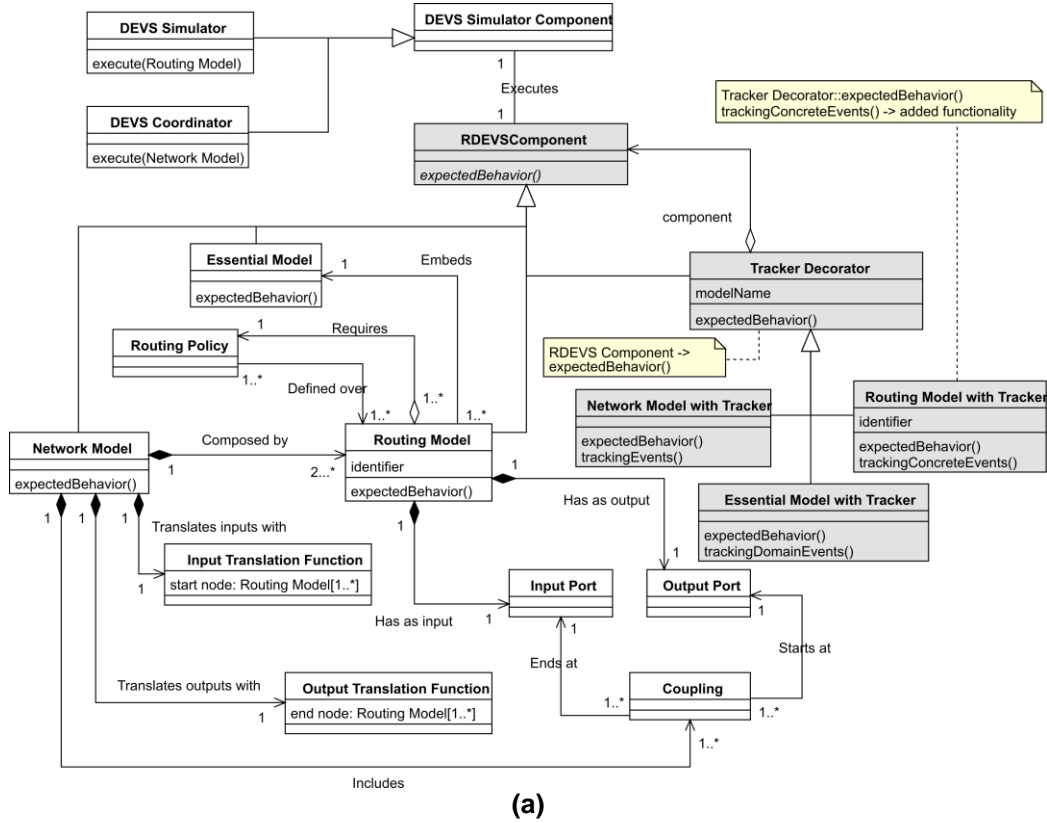 DEVS Simulator
execute(Routing Model)
DEVS Simulator Component
1
Executes
1
DEVS Coordinator
execute(Network Model)
Tracker Decorator::expectedBehavior()
trackingConcreteEvents() -> added functionality
RDEVSComponent
expectedBehavior()
component
Essential Model
expectedBehavior()
1
Embeds
Tracker Decorator
modelName
expectedBehavior()
Routing Policy
1
Requires
1..*
Defined over
1..*
1..*
1..*
RDEVS Component ->
expectedBehavior()
Network Model with Tracker
expectedBehavior()
trackingEvents()
Routing Model with Tracker
identifier
expectedBehavior()
trackingConcreteEvents()
Network Model
expectedBehavior()
1
Composed by
2...*
Routing Model
identifier
expectedBehavior()
1
Has as output
1
Essential Model with Tracker
expectedBehavior()
trackingDomainEvents()
1
1
1
Translates inputs with
1
Input Translation Function
start node: Routing Model[1..*]
1
Has as input
1
Input Port
1
Output Port
1
Ends at
Starts at
Translates outputs with
1
Output Translation Function
end node: Routing Model[1..*]
1..*
Coupling
1..*
1..*
Includes
(a)